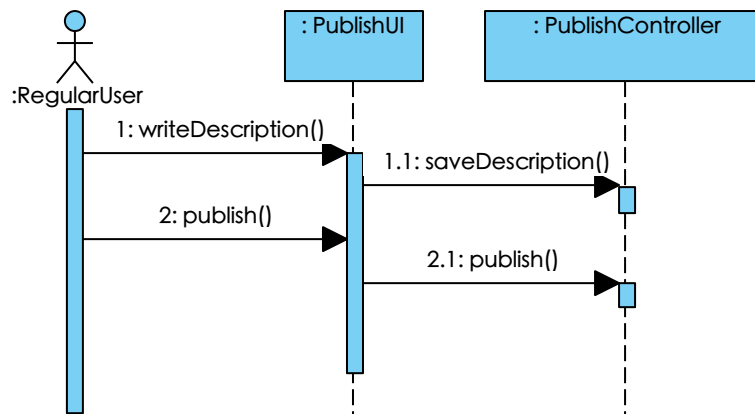 : PublishUI
: PublishController
:RegularUser
1: writeDescription()
1.1: saveDescription()
2: publish()
2.1: publish()